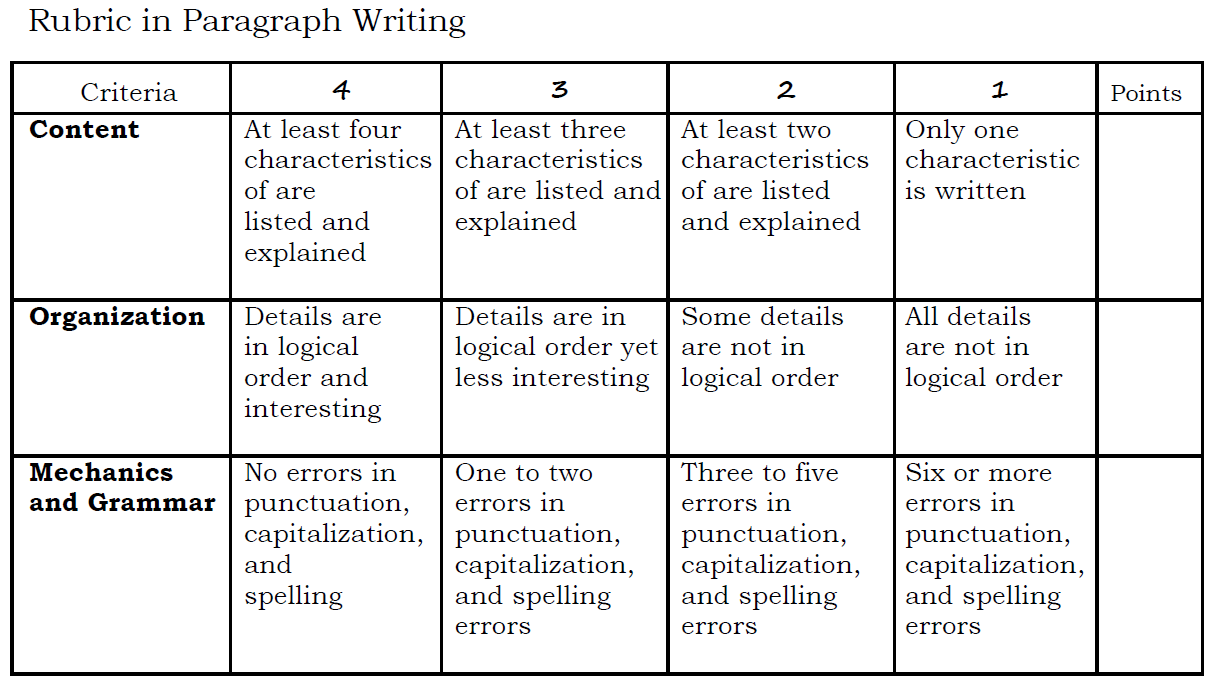 Rubric in Paragraph Writing
Criteria 4 3 2 1 Points
Content
At least four
characteristics
of are
listed and
explained
At least three
characteristics
of are listed and
explained
At least two
characteristics
of are listed
and explained
Only one
characteristic
is written
Organization
Details are
in logical
order and
interesting
Details are in
logical order yet
less interesting
Some details
are not in
logical order
All details
are not in
logical order
Mechanics
and Grammar
No errors in
punctuation,
capitalization,
and
spelling
One to two
errors in
punctuation,
capitalization,
and spelling
errors
Three to five
errors in
punctuation,
capitalization,
and spelling
errors
Six or more
errors in
punctuation,
capitalization,
and spelling
errors